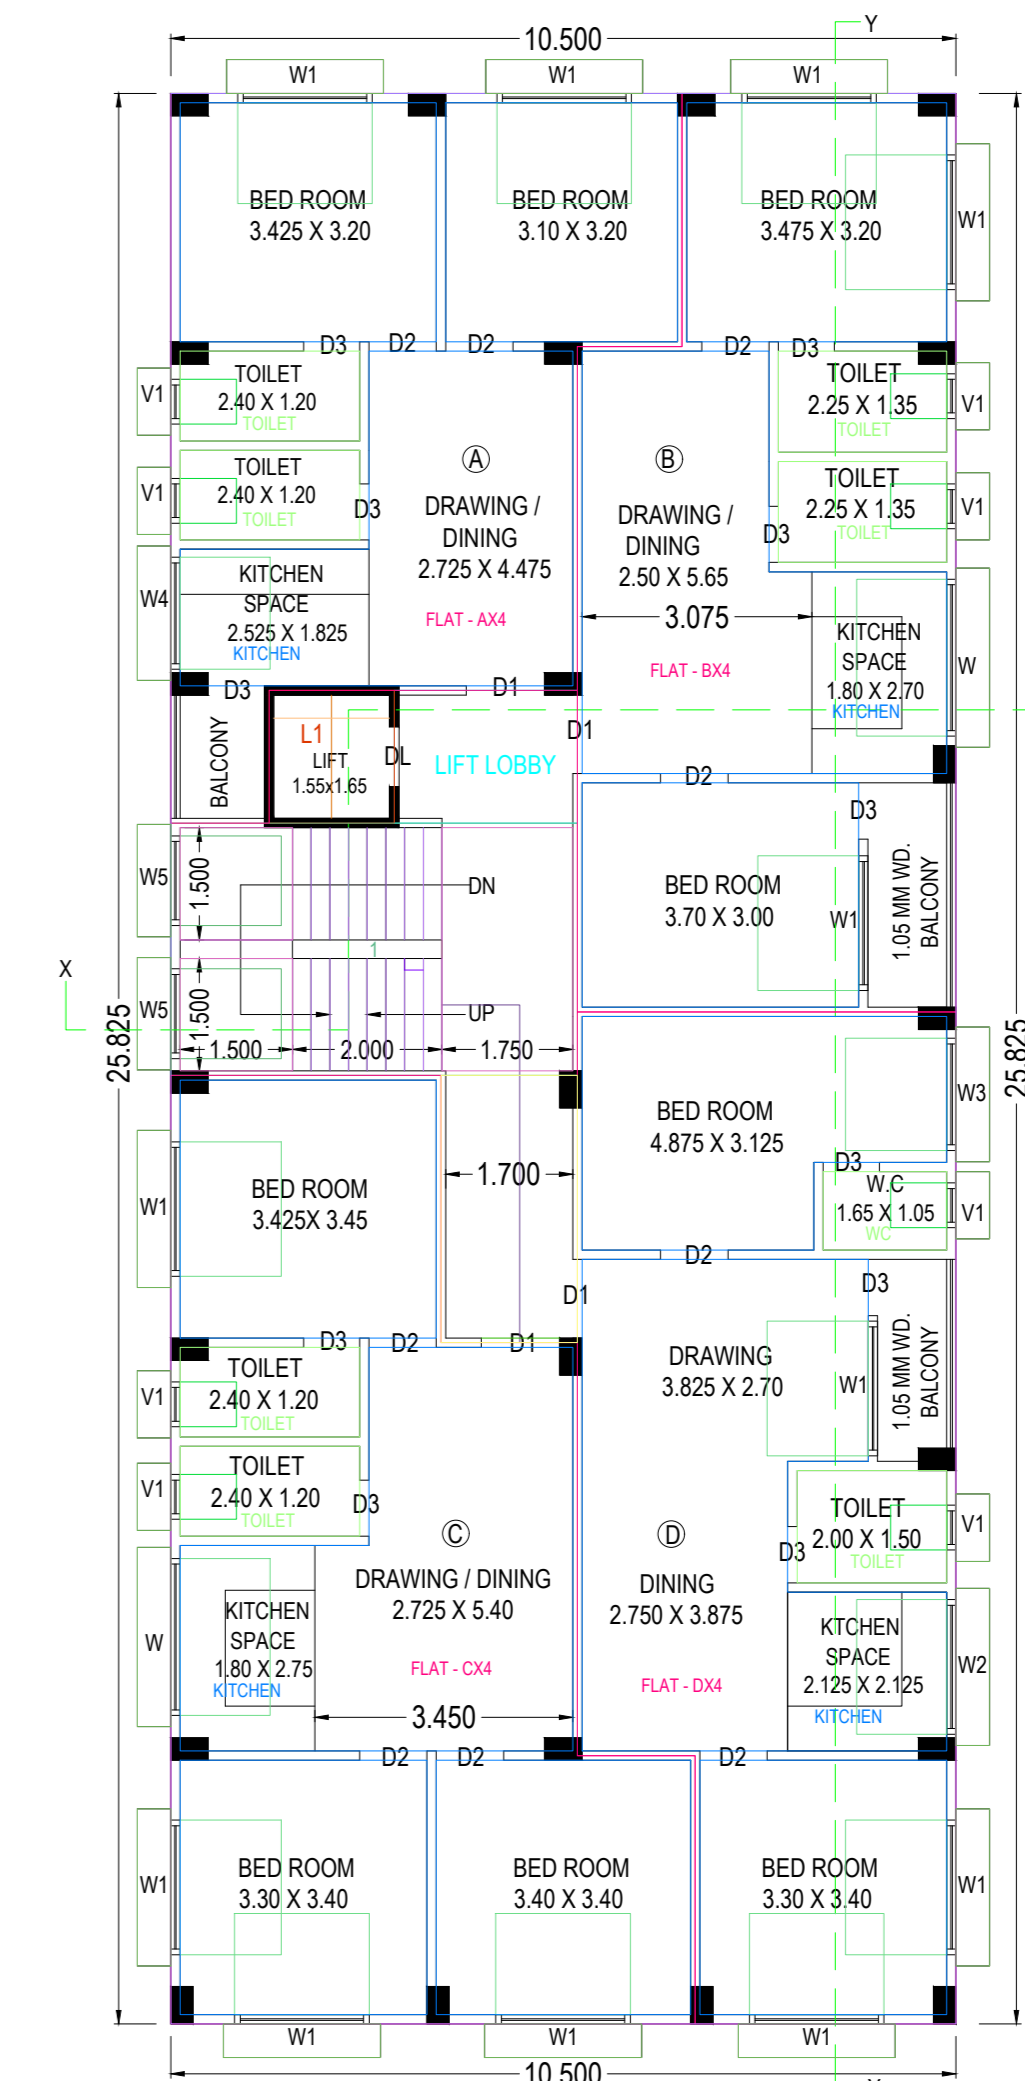 Y
10.500
W1
W1
W1
BED ROOM
3.425 X 3.20
BED ROOM
3.10 X 3.20
BED ROOM
3.475 X 3.20
W1
D3
D2
D2
D2
D3
V1
TOILET
2.40 X 1.20
TOILET
TOILET
2.25 X 1.35
TOILET
V1
V1
TOILET
2.40 X 1.20
TOILET
D3
A
DRAWING /
DINING
2.725 X 4.475
FLAT - AX4
B
DRAWING /
DINING
2.50 X 5.65
3.075
FLAT - BX4
TOILET
2.25 X 1.35
TOILET
D3
V1
W4
KITCHEN
SPACE
2.525 X 1.825
KITCHEN
KITCHEN
SPACE
1.80 X 2.70
KITCHEN
W
D3
D1
D1
BALCONY
L1
LIFT
1.55x1.65
DL
LIFT LOBBY
D2
D3
W5
1.500
DN
BED ROOM
3.70 X 3.00
W1
1.05 MM WD.
BALCONY
1
X
25.825
W5
1.500
UP
1.500
2.000
1.750
25.825
BED ROOM
4.875 X 3.125
W3
D3
W.C
1.65 X 1.05
WC
V1
1.700
W1
BED ROOM
3.425X 3.45
D2
D3
D1
D3
D2
D1
V1
TOILET
2.40 X 1.20
TOILET
DRAWING
3.825 X 2.70
W1
1.05 MM WD.
BALCONY
V1
TOILET
2.40 X 1.20
TOILET
D3
C
DRAWING / DINING
2.725 X 5.40
FLAT - CX4
3.450
D
DINING
2.750 X 3.875
FLAT - DX4
D3
TOILET
2.00 X 1.50
TOILET
V1
W
KITCHEN
SPACE
1.80 X 2.75
KITCHEN
KTCHEN
SPACE
2.125 X 2.125
KITCHEN
W2
D2
D2
D2
W1
BED ROOM
3.30 X 3.40
BED ROOM
3.40 X 3.40
BED ROOM
3.30 X 3.40
W1
W1
W1
W1
10.500